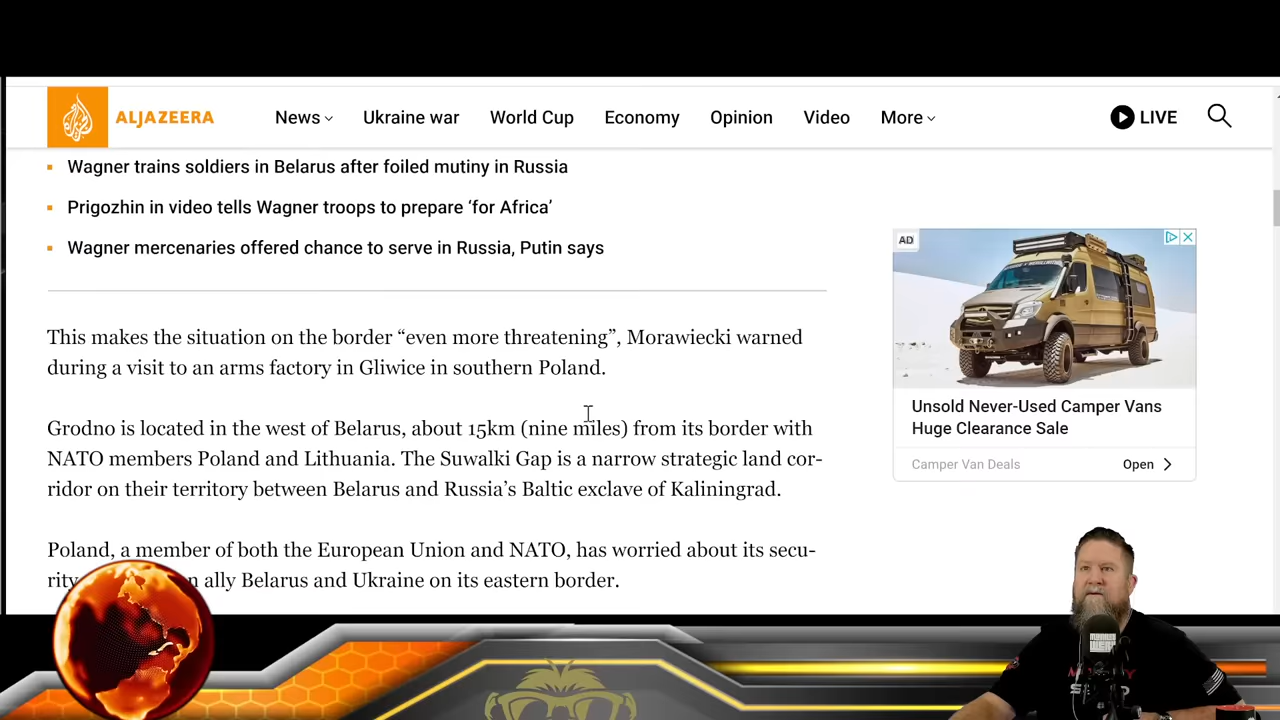 ALJAZEERA
News
Ukraine war
World Cup
Economy
Opinion
Video
More
LIVE
Wagner trains soldiers in Belarus after foiled mutiny in Russia
Prigozhin in video tells Wagner troops to prepare ‘for Africa’
Wagner mercenaries offered chance to serve in Russia, Putin says
This makes the situation on the border “even more threatening”, Morawiecki warned
during a visit to an arms factory in Gliwice in southern Poland.
Grodno is located in the west of Belarus, about 15km (nine miles) from its border with
NATO members Poland and Lithuania. The Suwalki Gap is a narrow strategic land cor-
ridor on their territory between Belarus and Russia’s Baltic exclave of Kaliningrad.
Poland, a member of both the European Union and NATO, has worried about its secu-
rity ally Belarus and Ukraine on its eastern border.
AD
Unsold Never-Used Camper Vans
Huge Clearance Sale
Camper Van Deals
Open